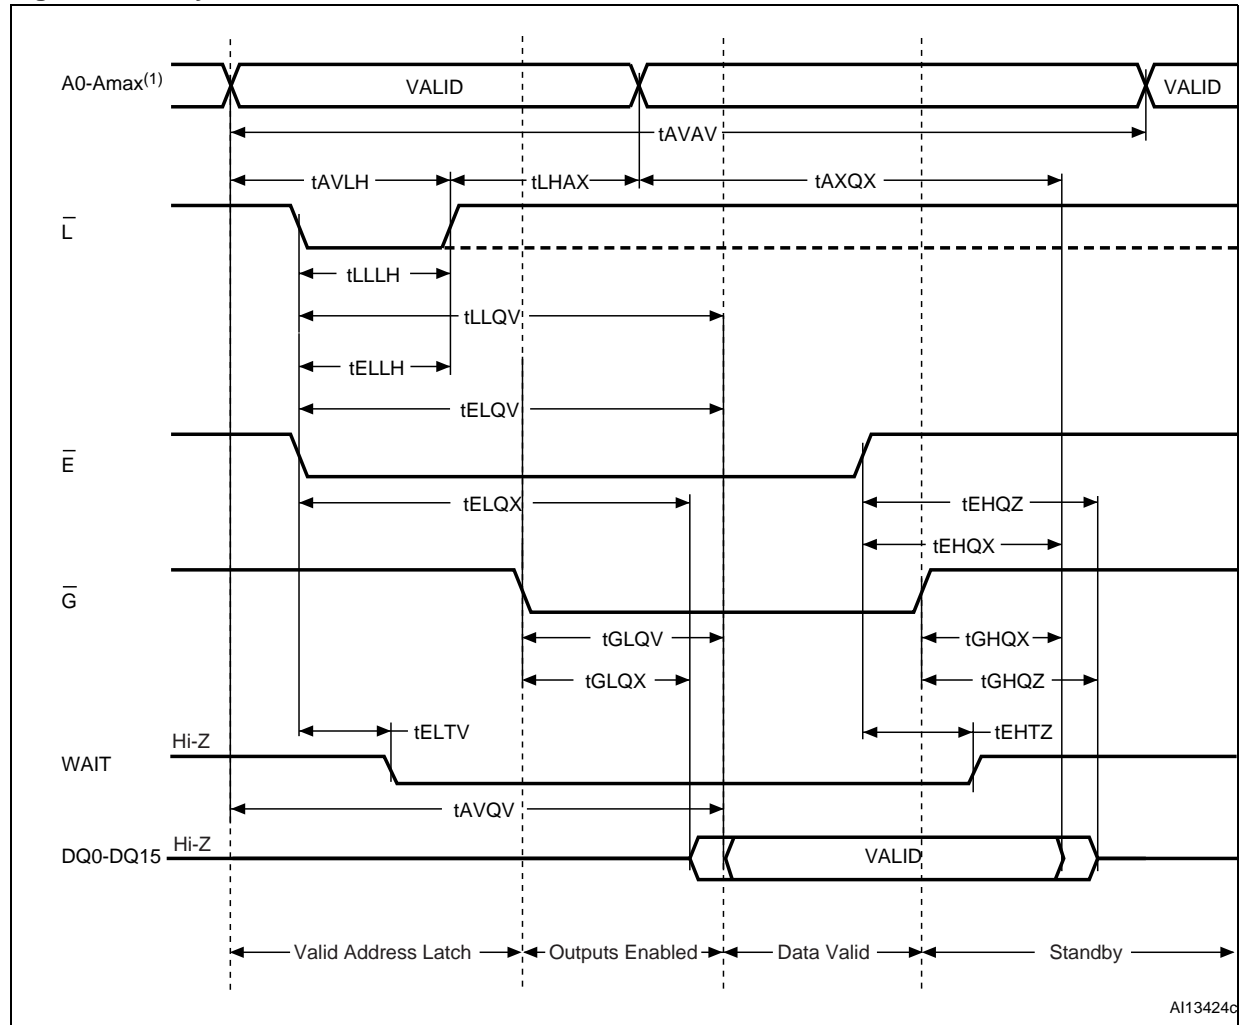 A0-Amax(1)
VALID
VALID
tAVAV
tAVLH
tLHAX
tAXQX
L
tLLLH
tLLQV
tELLH
tELQV
E
tELQX
tEHQZ
tEHQX
G
tGLQV
tGHQX
tGLQX
tGHQZ
tELTV
tEHTZ
Hi-Z
WAIT
tAVQV
Hi-Z
DQ0-DQ15
VALID
Valid Address Latch
Outputs Enabled
Data Valid
Standby
AI13424c